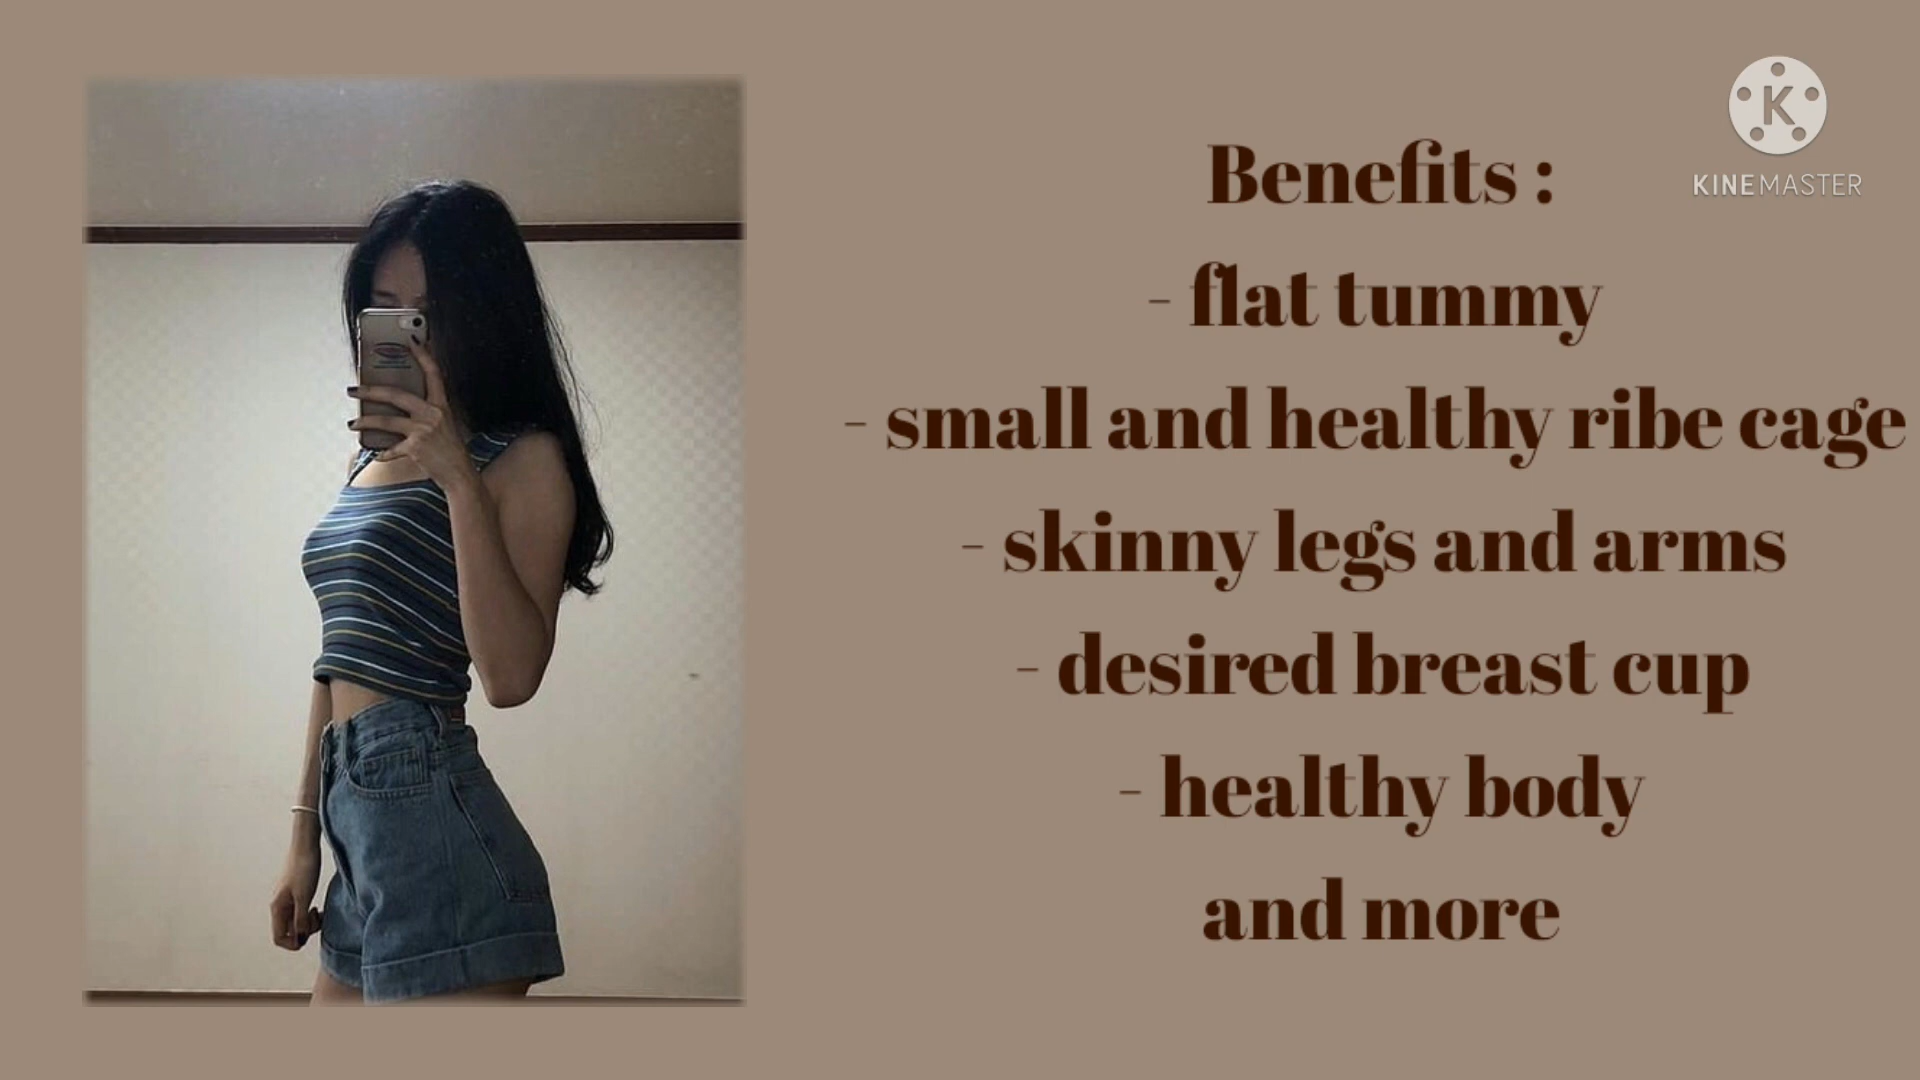 Benefits :
- flat tummy
- small and healthy ribe cage
- skinny legs and arms
- desired breast cup
- healthy body
and more
K
KINEMASTER